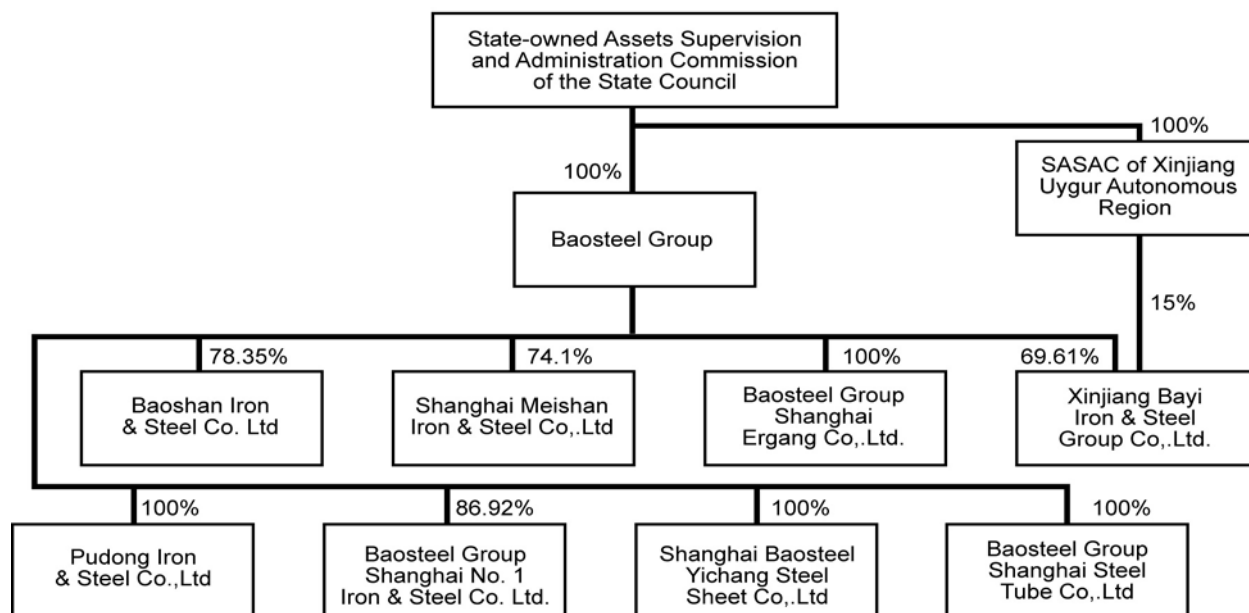 State-owned Assets Supervision
and Administration Commission
of the State Council
100%
100%
SASAC of Xinjiang
Uygur Autonomous
Region
Baosteel Group
15%
78.35%
74.1%
100%
69.61%
Baoshan Iron
& Steel Co. Ltd
Shanghai Meishan
Iron & Steel Co,.Ltd
Baosteel Group
Shanghai
Ergang Co,.Ltd.
Xinjiang Bayi
Iron & Steel
Group Co,.Ltd.
100%
86.92%
100%
100%
Pudong Iron
& Steel Co.,Ltd
Baosteel Group
Shanghai No. 1
Iron & Steel Co. Ltd.
Shanghai Baosteel
Yichang Steel
Sheet Co,.Ltd
Baosteel Group
Shanghai Steel
Tube Co,.Ltd